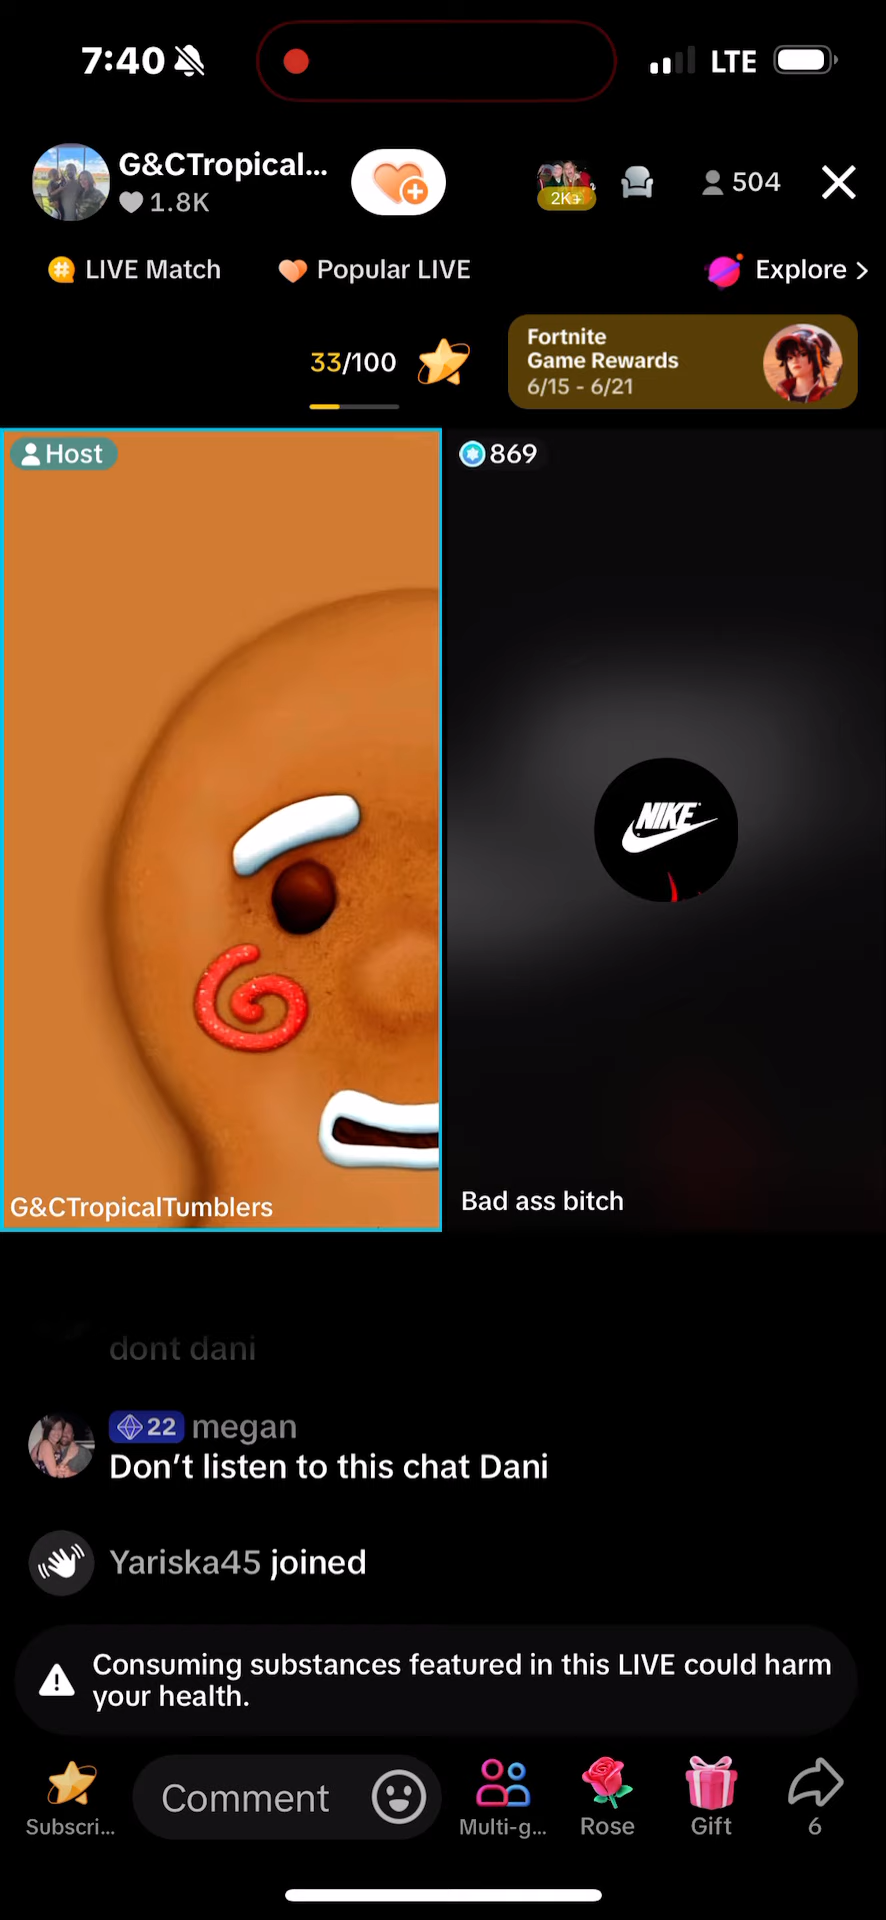 7:40
LTE
G&CTropical...
1.8K
2K+
504
LIVE Match
Popular LIVE
Explore >
33/100
Fortnite
Game Rewards
6/15 - 6/21
Host
869
NIKE
G&CTropicalTumblers
Bad ass bitch
dont dani
22 megan
Don't listen to this chat Dani
Yariska45 joined
Consuming substances featured in this LIVE could harm
your health.
Comment
Subscri...
Multi-g...
Rose
Gift
6